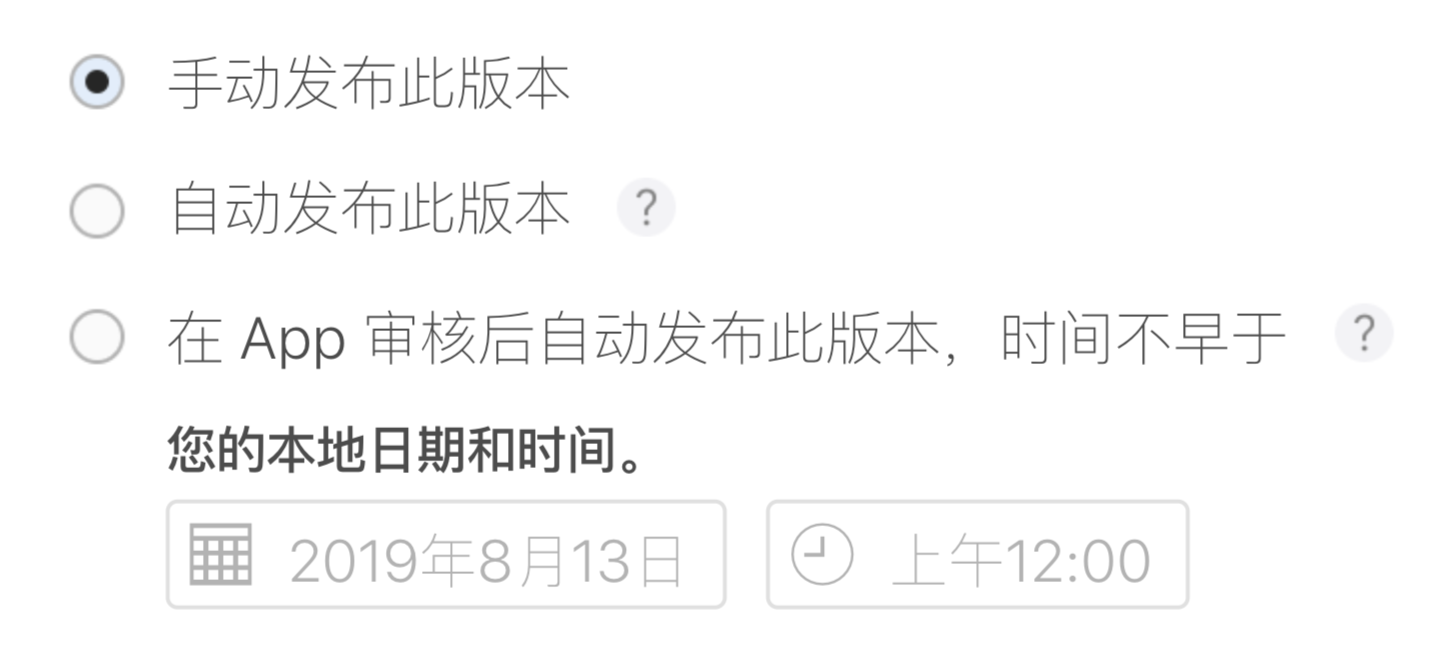 手动发布此版本
自动发布此版本 ?
在 App 审核后自动发布此版本，时间不早于 ?
您的本地日期和时间。
2019年8月13日 上午12:00